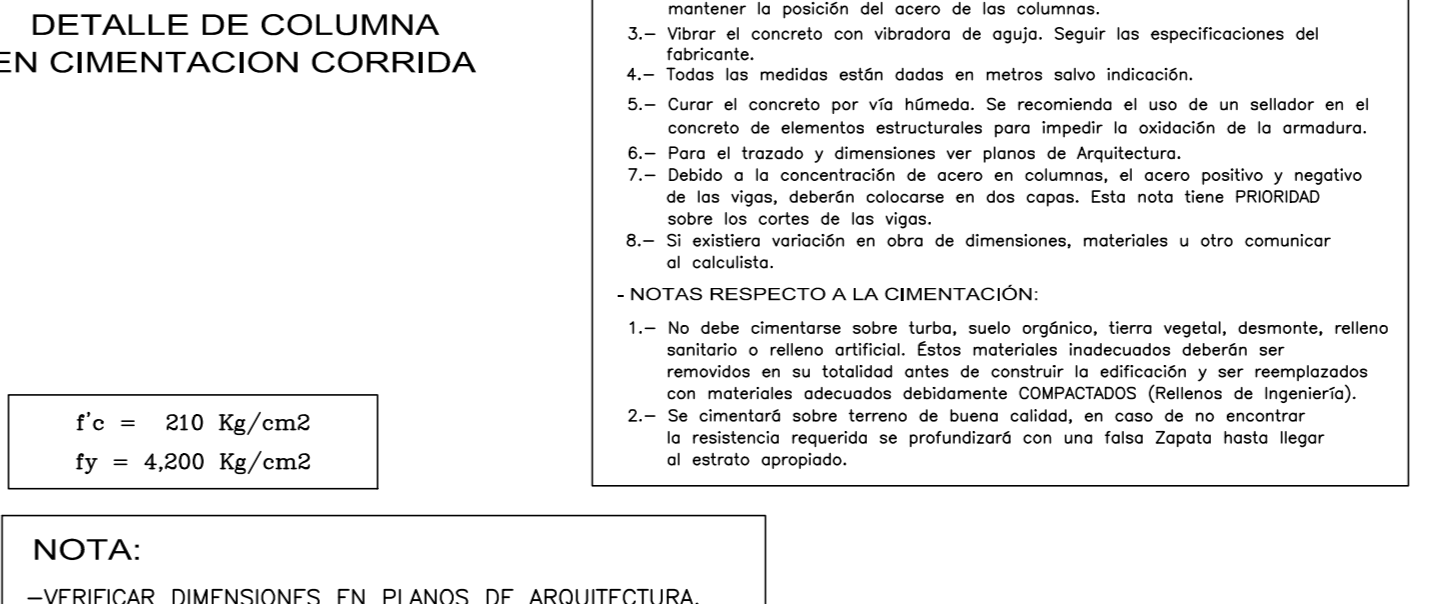 DETALLE DE COLUMNA
EN CIMENTACION CORRIDA
f'c = 210 Kg/cm2
fy = 4,200 Kg/cm2
mantener la posición del acero de las columnas.
3.– Vibrar el concreto con vibradora de aguja. Seguir las especificaciones del
fabricante.
4.– Todas las medidas están dadas en metros salvo indicación.
5.– Curar el concreto por vía húmeda. Se recomienda el uso de un sellador en el
concreto de elementos estructurales para impedir la oxidación de la armadura.
6.– Para el trazado y dimensiones ver planos de Arquitectura.
7.– Debido a la concentración de acero en columnas, el acero positivo y negativo
de las vigas, deberán colocarse en dos capas. Esta nota tiene PRIORIDAD
sobre los cortes de las vigas.
8.– Si existiera variación en obra de dimensiones, materiales u otro comunicar
al calculista.
- NOTAS RESPECTO A LA CIMENTACIÓN:
1.– No debe cimentarse sobre turba, suelo orgánico, tierra vegetal, desmonte, relleno
sanitario o relleno artificial. Éstos materiales inadecuados deberán ser
removidos en su totalidad antes de construir la edificación y ser reemplazados
con materiales adecuados debidamente COMPACTADOS (Rellenos de Ingeniería).
2.– Se cimentará sobre terreno de buena calidad, en caso de no encontrar
la resistencia requerida se profundizará con una falsa Zapata hasta llegar
al estrato apropiado.
NOTA:
–VERIFICAR DIMENSIONES EN PLANOS DE ARQUITECTURA.